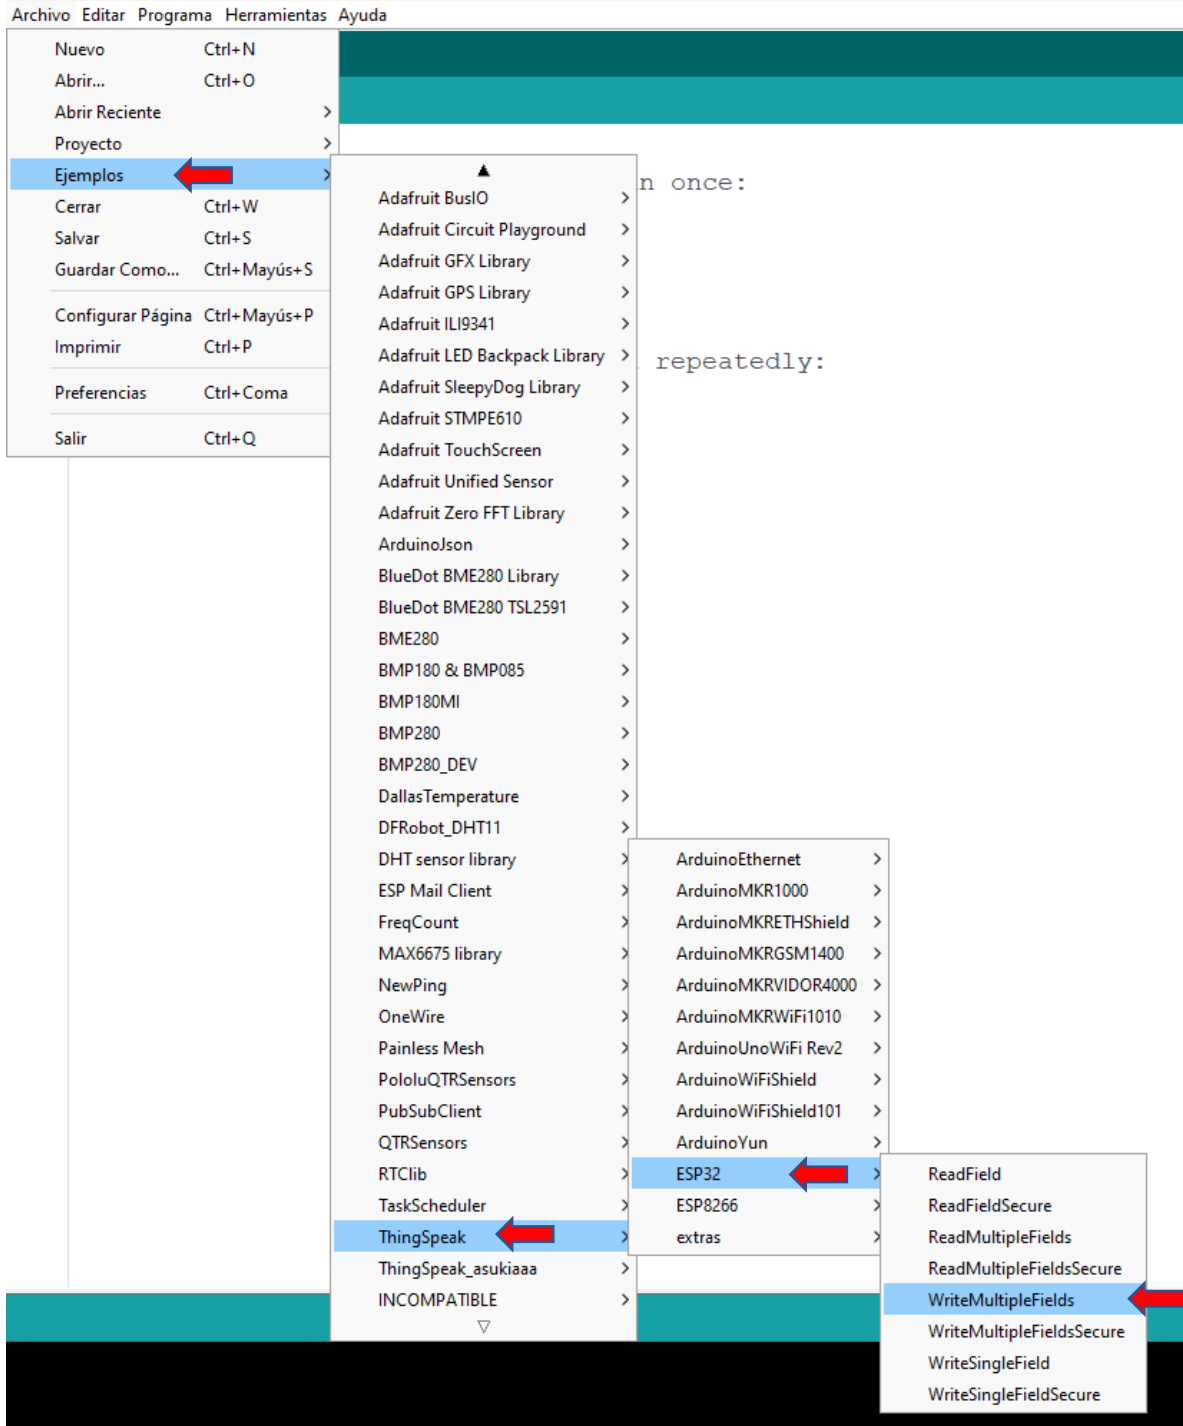 Archivo Editar Programa Herramientas Ayuda
Nuevo Ctrl+N
Abrir... Ctrl+O
Abrir Reciente
Proyecto
Ejemplos
Cerrar Ctrl+W
Salvar Ctrl+S
Guardar Como... Ctrl+Mayús+S
Configurar Página Ctrl+Mayús+P
Imprimir Ctrl+P
Preferencias Ctrl+Coma
Salir Ctrl+Q
n once:
repeatedly:
Adafruit BusIO
Adafruit Circuit Playground
Adafruit GFX Library
Adafruit GPS Library
Adafruit ILI9341
Adafruit LED Backpack Library
Adafruit SleepyDog Library
Adafruit STMPE610
Adafruit TouchScreen
Adafruit Unified Sensor
Adafruit Zero FFT Library
ArduinoJson
BlueDot BME280 Library
BlueDot BME280 TSL2591
BME280
BMP180 & BMP085
BMP180MI
BMP280
BMP280_DEV
DallasTemperature
DFRobot_DHT11
DHT sensor library
ESP Mail Client
FreqCount
MAX6675 library
NewPing
OneWire
Painless Mesh
PololuQTRSensors
PubSubClient
QTRSensors
RTClib
TaskScheduler
ThingSpeak
ThingSpeak_asukiaaa
INCOMPATIBLE
ArduinoEthernet
ArduinoMKR1000
ArduinoMKRETHShield
ArduinoMKRGSM1400
ArduinoMKRVIDOR4000
ArduinoMKRWiFi1010
ArduinoUnoWiFi Rev2
ArduinoWiFiShield
ArduinoWiFiShield101
ArduinoYun
ESP32
ESP8266
extras
ReadField
ReadFieldSecure
ReadMultipleFields
ReadMultipleFieldsSecure
WriteMultipleFields
WriteMultipleFieldsSecure
WriteSingleField
WriteSingleFieldSecure